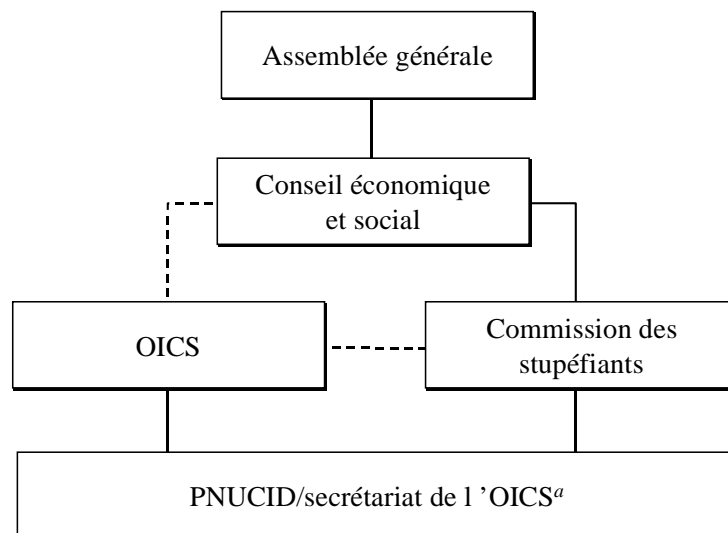 Assemblée générale
Conseil économique
et social
OICS
Commission des
stupéfiants
PNUCID/secrétariat de l ’OICSᵃ